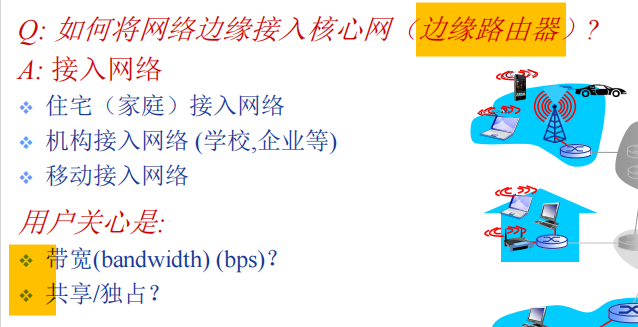 Q: 如何将网络边缘接入核心网（边缘路由器）?
A: 接入网络
住宅（家庭）接入网络
机构接入网络 (学校,企业等)
移动接入网络
用户关心是:
带宽(bandwidth) (bps)？
共享/独占？